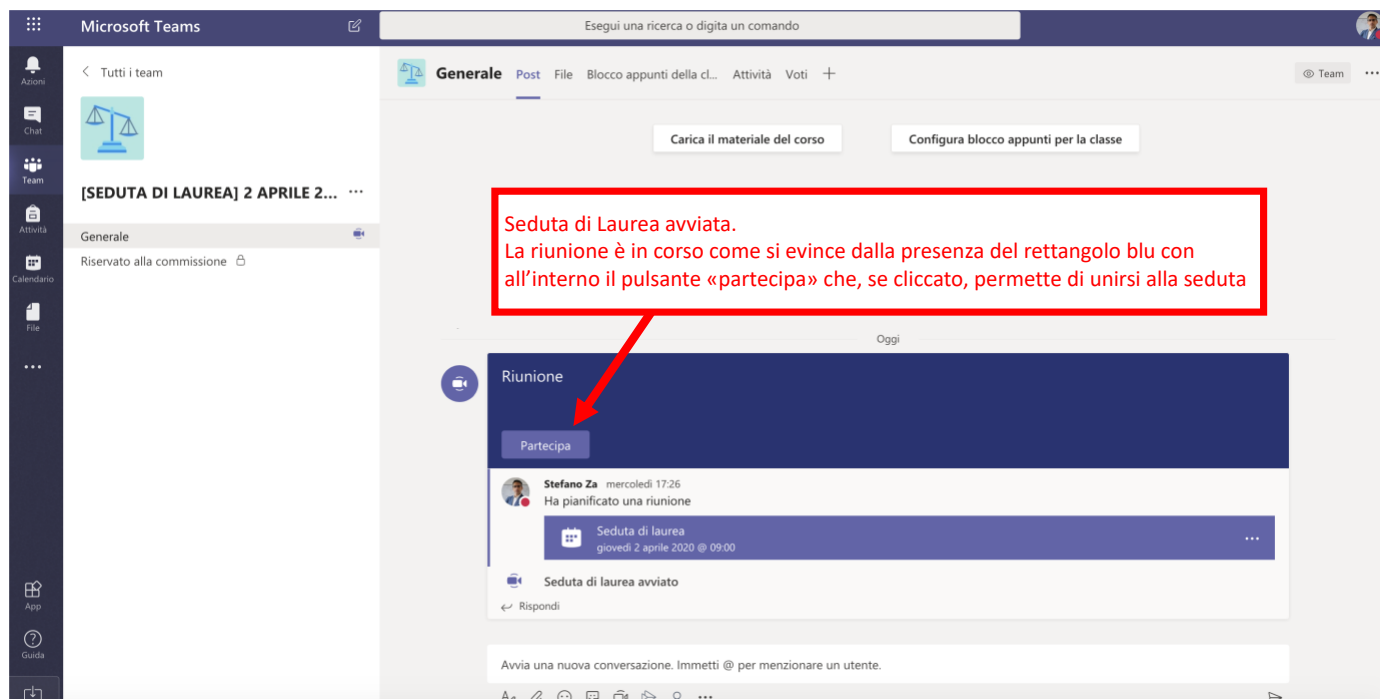 Microsoft Teams
Esegui una ricerca o digita un comando
Azioni
Chat
Team
Attività
Calendario
File
App
Guida
Tutti i team
[SEDUTA DI LAUREA] 2 APRILE 2...
Generale
Riservato alla commissione
Generale Post File Blocco appunti della cl... Attività Voti +
Team
Carica il materiale del corso
Configura blocco appunti per la classe
Seduta di Laurea avviata.
La riunione è in corso come si evince dalla presenza del rettangolo blu con
all’interno il pulsante «partecipa» che, se cliccato, permette di unirsi alla seduta
Oggi
Riunione
Partecipa
Stefano Za mercoledì 17:26
Ha pianificato una riunione
Seduta di laurea
giovedì 2 aprile 2020 @ 09:00
Seduta di laurea avviato
Rispondi
Avvia una nuova conversazione. Immetti @ per menzionare un utente.